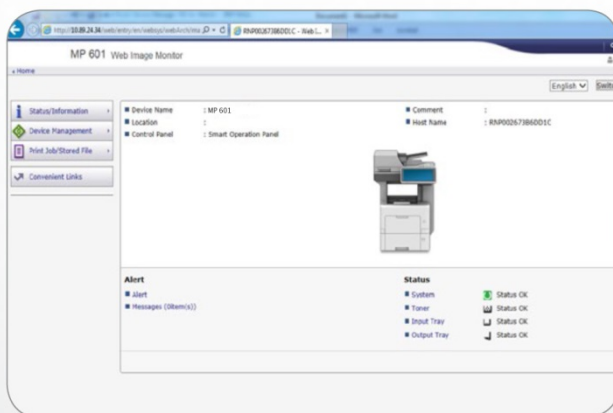 http://10.89.24.34/web/entry/en/websys/webArch/mai
RNP002673B6DD1C - Web I...
MP 601 Web Image Monitor
Home
English
Status/Information
Device Management
Print Job/Stored File
Convenient Links
Device Name : MP 601
Location :
Control Panel : Smart Operation Panel
Comment :
Host Name : RNP002673B6DD1C
Alert
Alert
Messages (0item(s))
Status
System Status OK
Toner Status OK
Input Tray Status OK
Output Tray Status OK